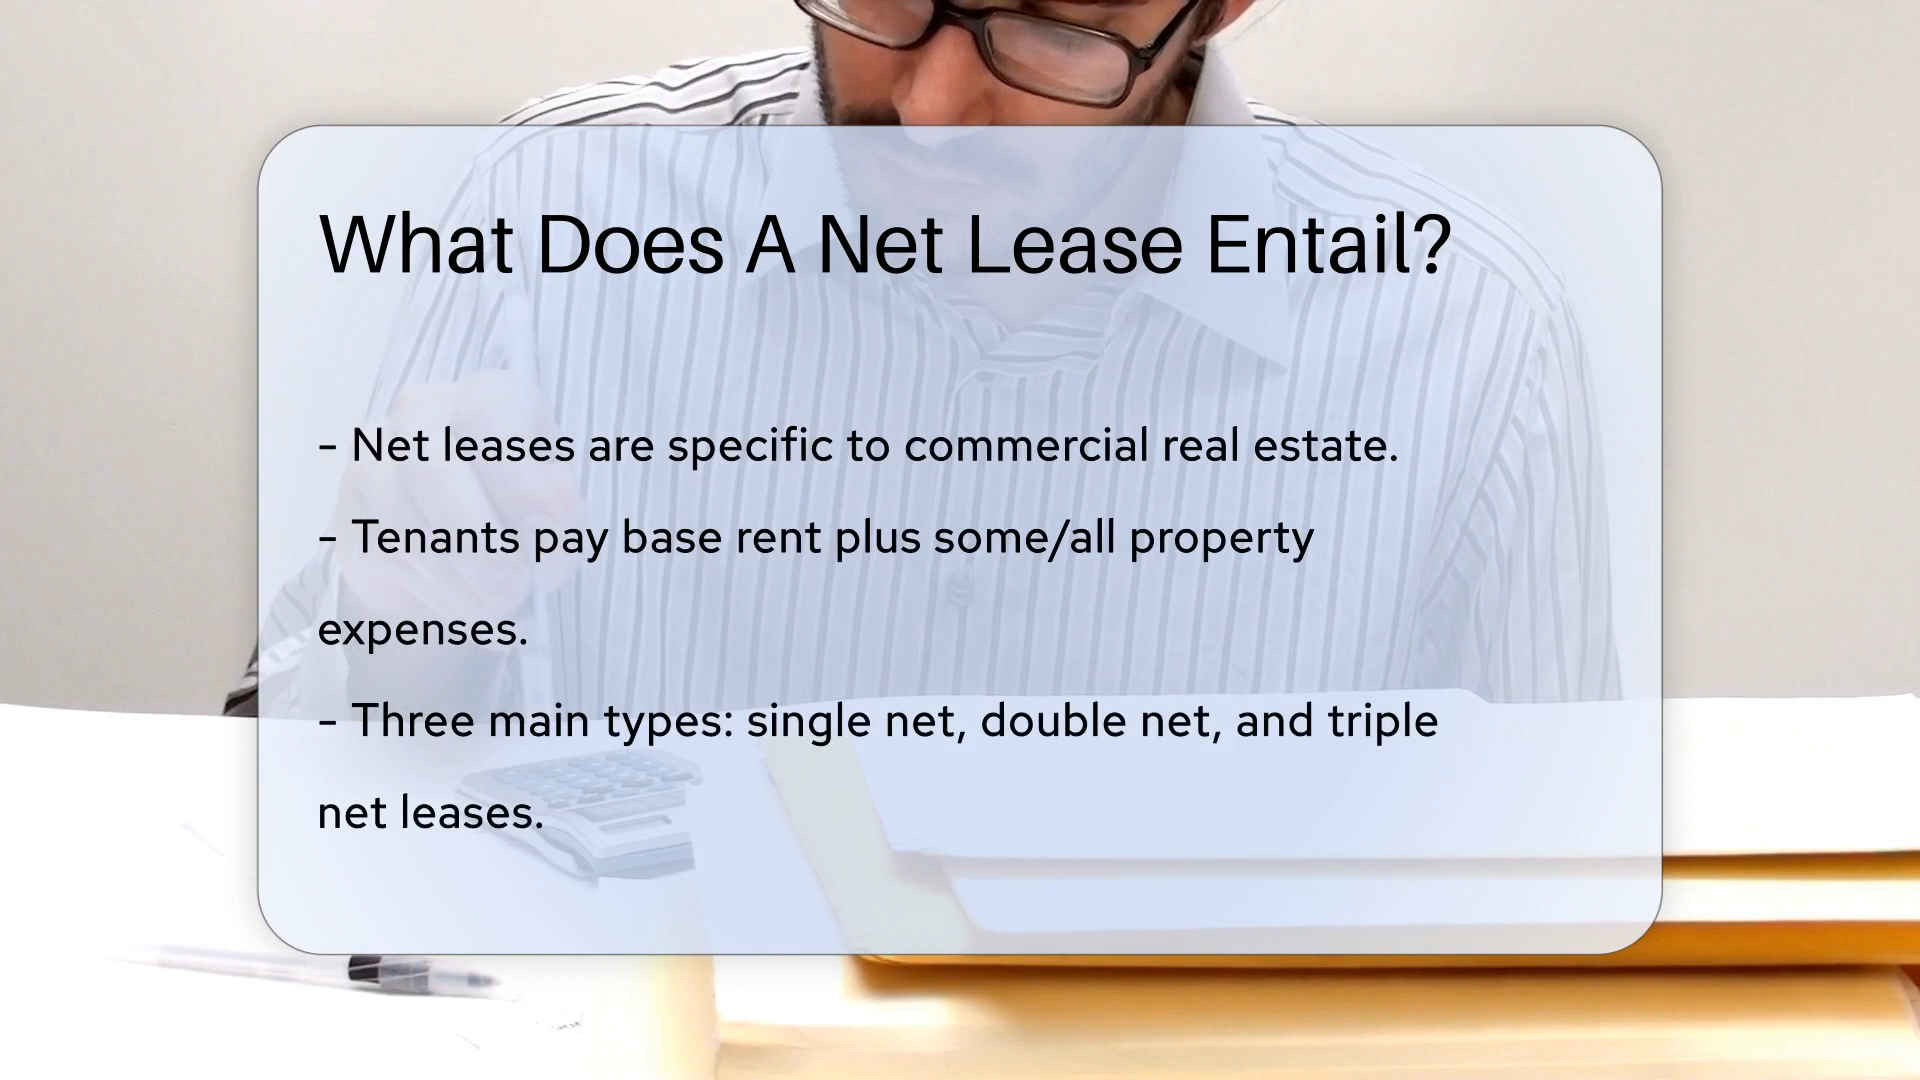 What Does A Net Lease Entail?
- Net leases are specific to commercial real estate.
- Tenants pay base rent plus some/all property
expenses.
- Three main types: single net, double net, and triple
net leases.